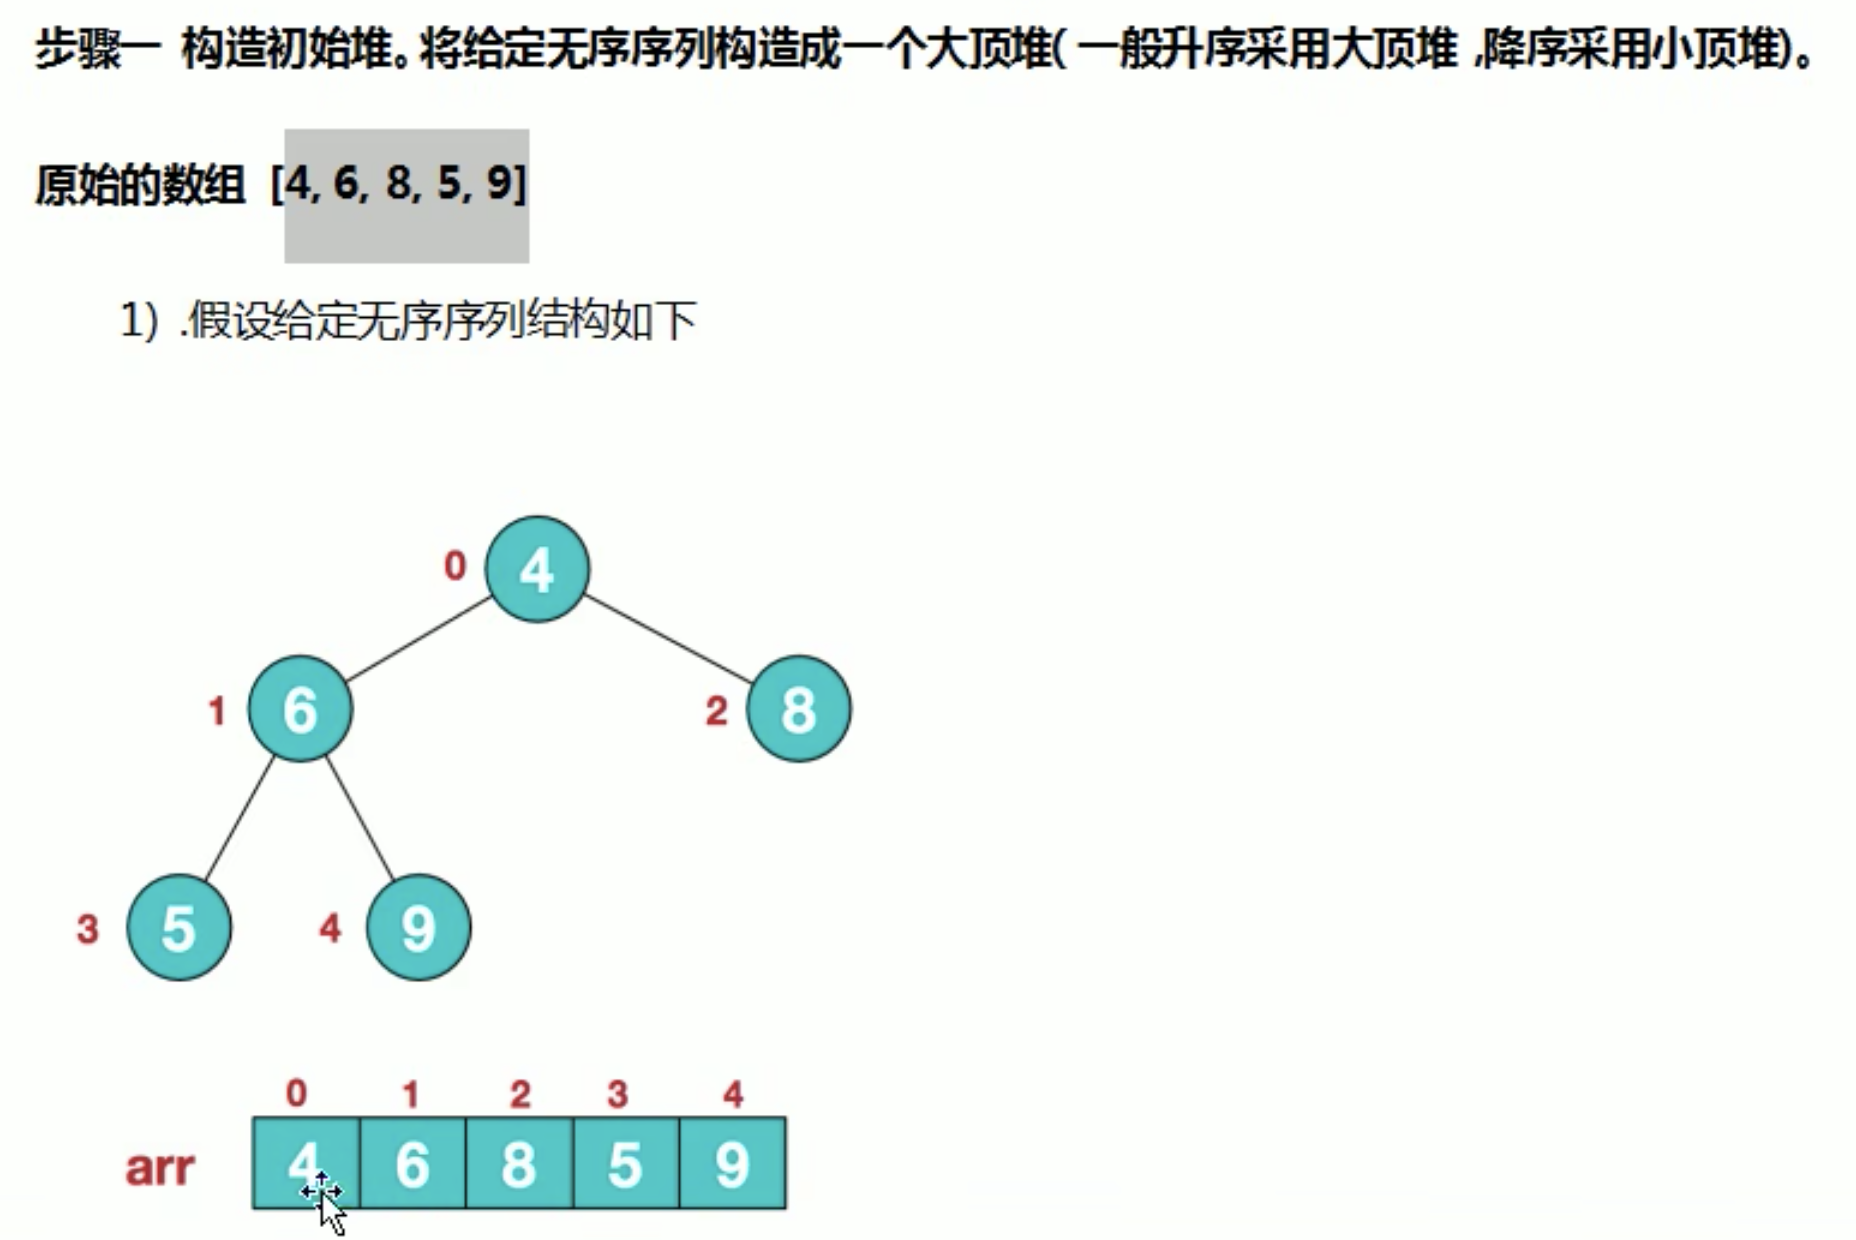 步骤一 构造初始堆。将给定无序序列构造成一个大顶堆( 一般升序采用大顶堆 ,降序采用小顶堆)。
原始的数组 [4, 6, 8, 5, 9]
1) .假设给定无序序列结构如下
0 4
1 6 2 8
3 5 4 9
0 1 2 3 4
arr 4 6 8 5 9